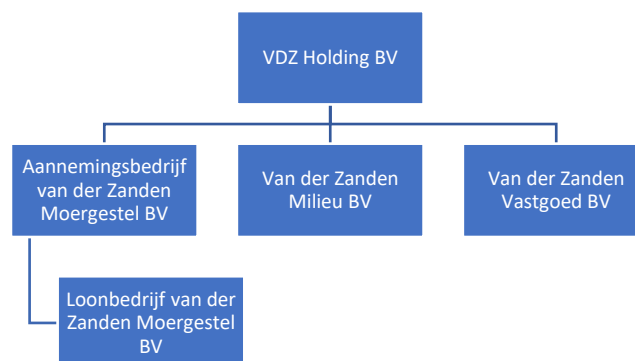 VDZ Holding BV
Aannemingsbedrijf
van der Zanden
Moergestel BV
Van der Zanden
Milieu BV
Van der Zanden
Vastgoed BV
Loonbedrijf van der
Zanden Moergestel
BV